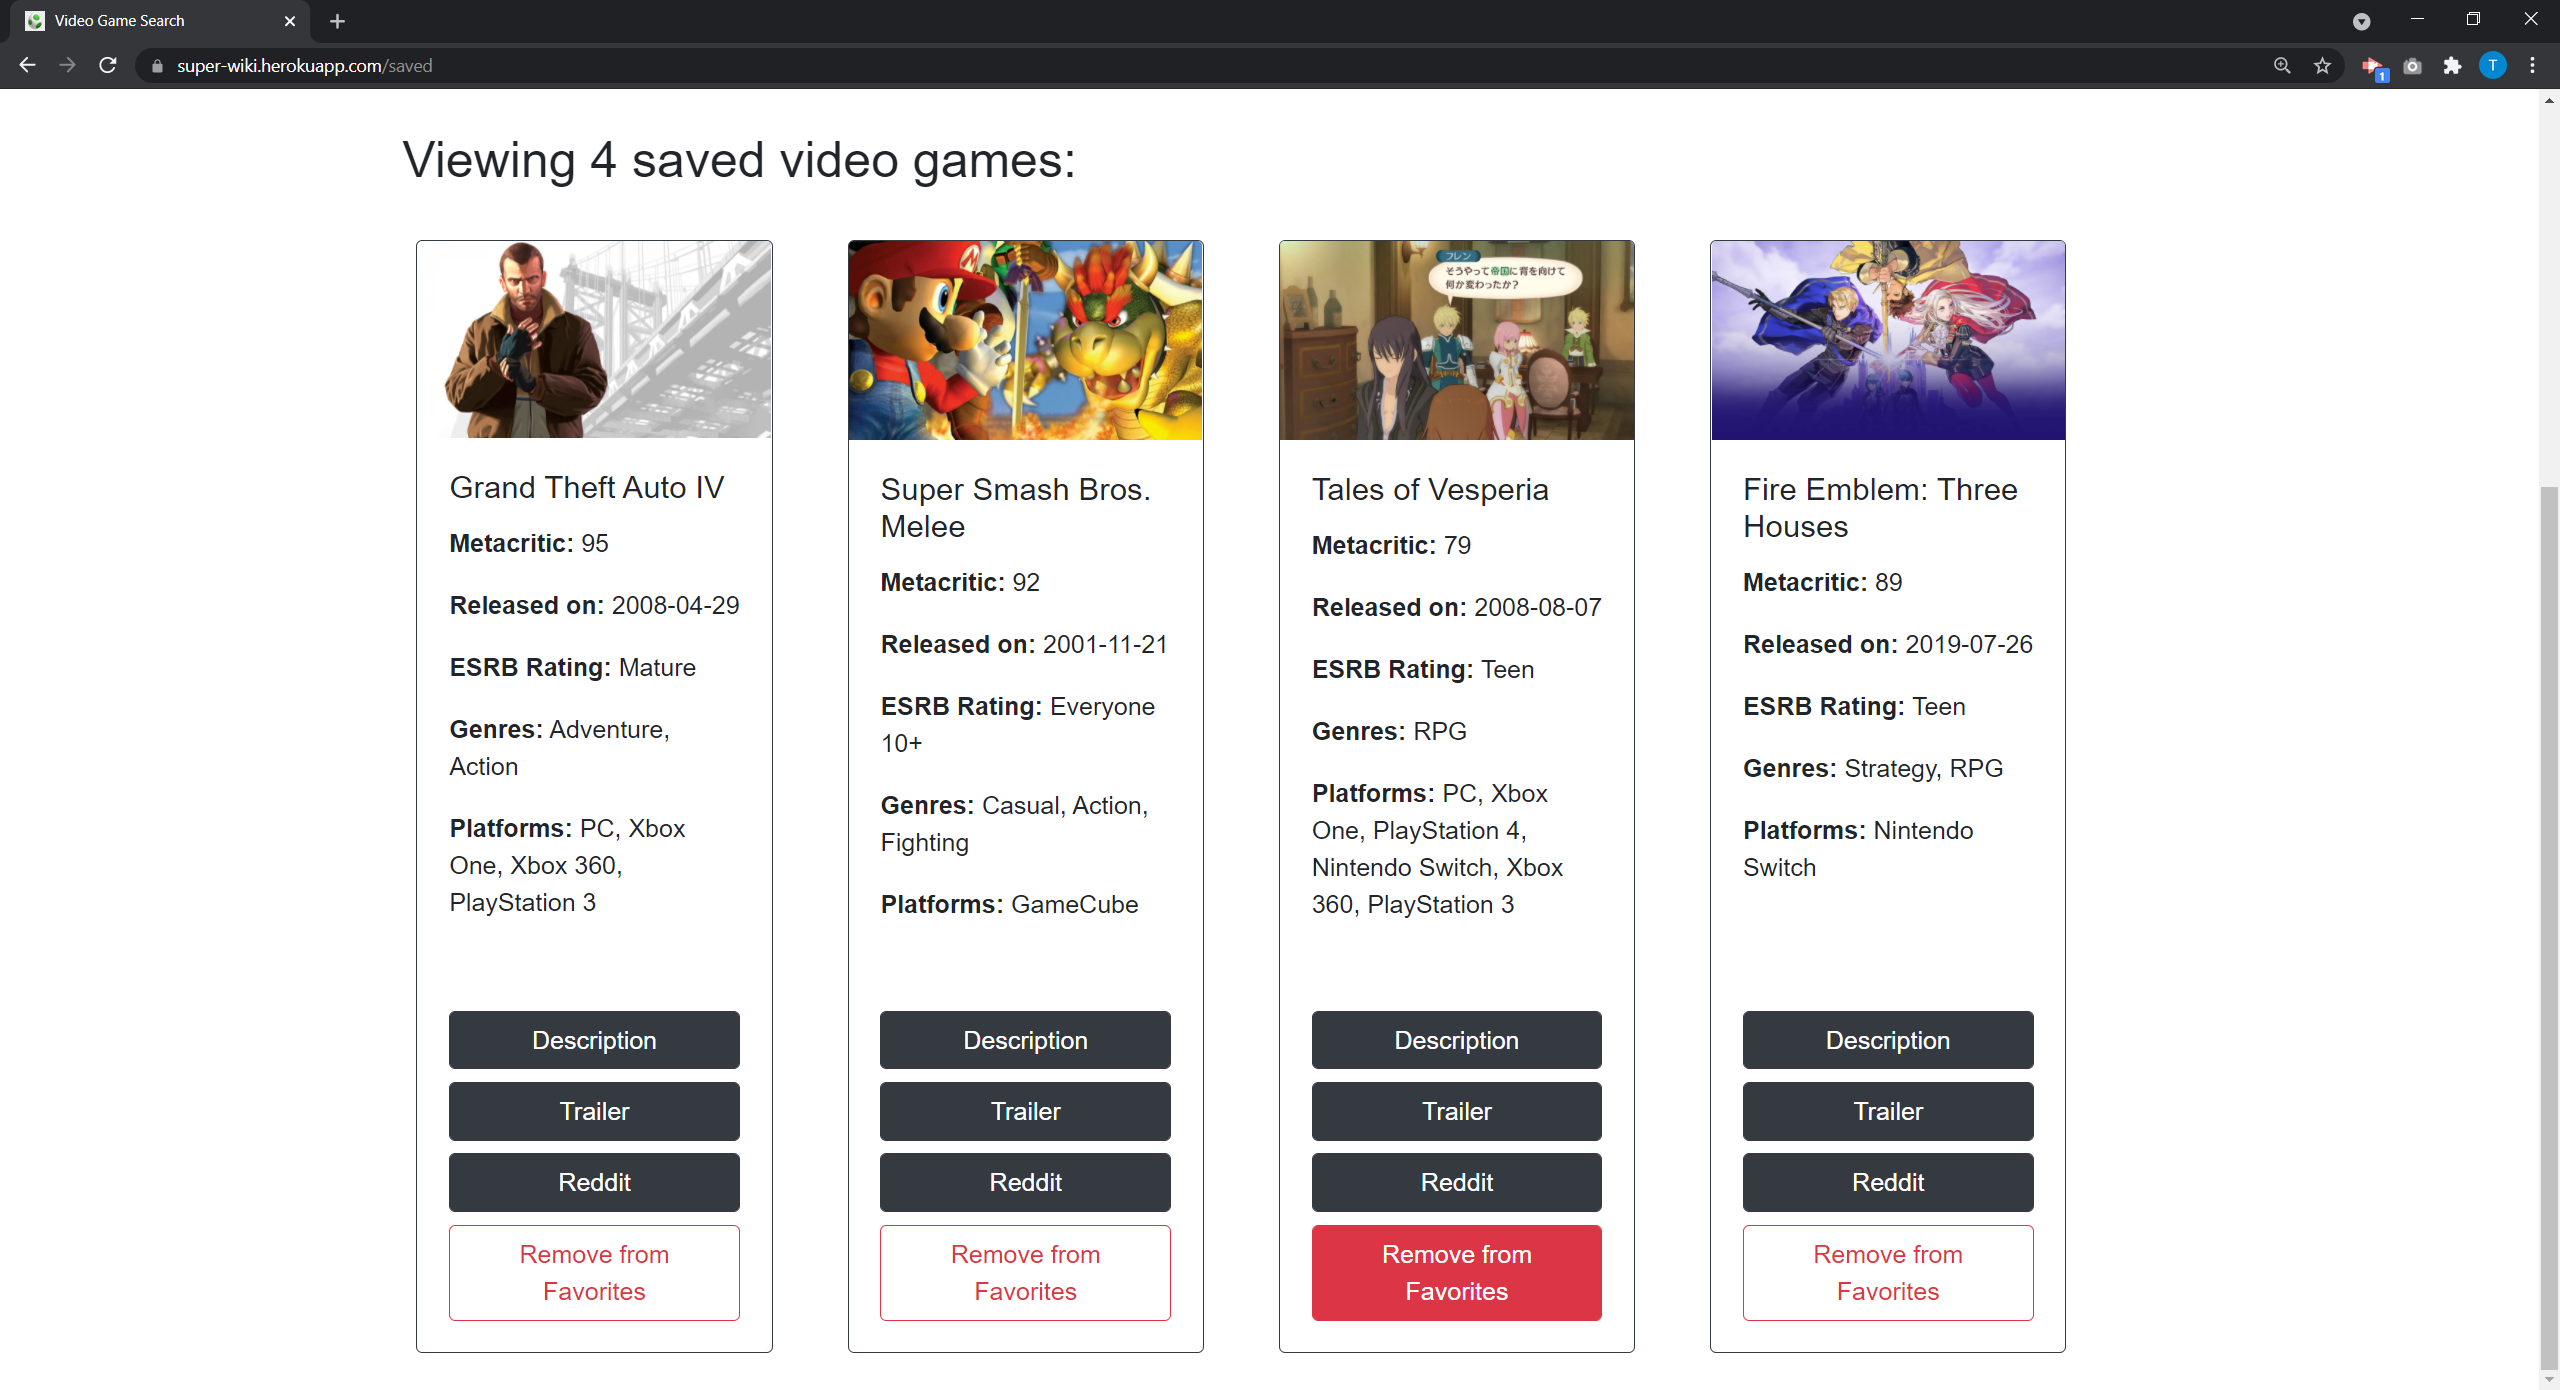 Video Game Search
super-wiki.herokuapp.com/saved
1
T
Viewing 4 saved video games:
M
フレン
そうやって帝国に背を向けて
何か変わったか?
Grand Theft Auto IV
Metacritic: 95
Released on: 2008-04-29
ESRB Rating: Mature
Genres: Adventure,
Action
Platforms: PC, Xbox
One, Xbox 360,
PlayStation 3
Description
Trailer
Reddit
Remove from
Favorites
Super Smash Bros.
Melee
Metacritic: 92
Released on: 2001-11-21
ESRB Rating: Everyone
10+
Genres: Casual, Action,
Fighting
Platforms: GameCube
Description
Trailer
Reddit
Remove from
Favorites
Tales of Vesperia
Metacritic: 79
Released on: 2008-08-07
ESRB Rating: Teen
Genres: RPG
Platforms: PC, Xbox
One, PlayStation 4,
Nintendo Switch, Xbox
360, PlayStation 3
Description
Trailer
Reddit
Remove from
Favorites
Fire Emblem: Three
Houses
Metacritic: 89
Released on: 2019-07-26
ESRB Rating: Teen
Genres: Strategy, RPG
Platforms: Nintendo
Switch
Description
Trailer
Reddit
Remove from
Favorites